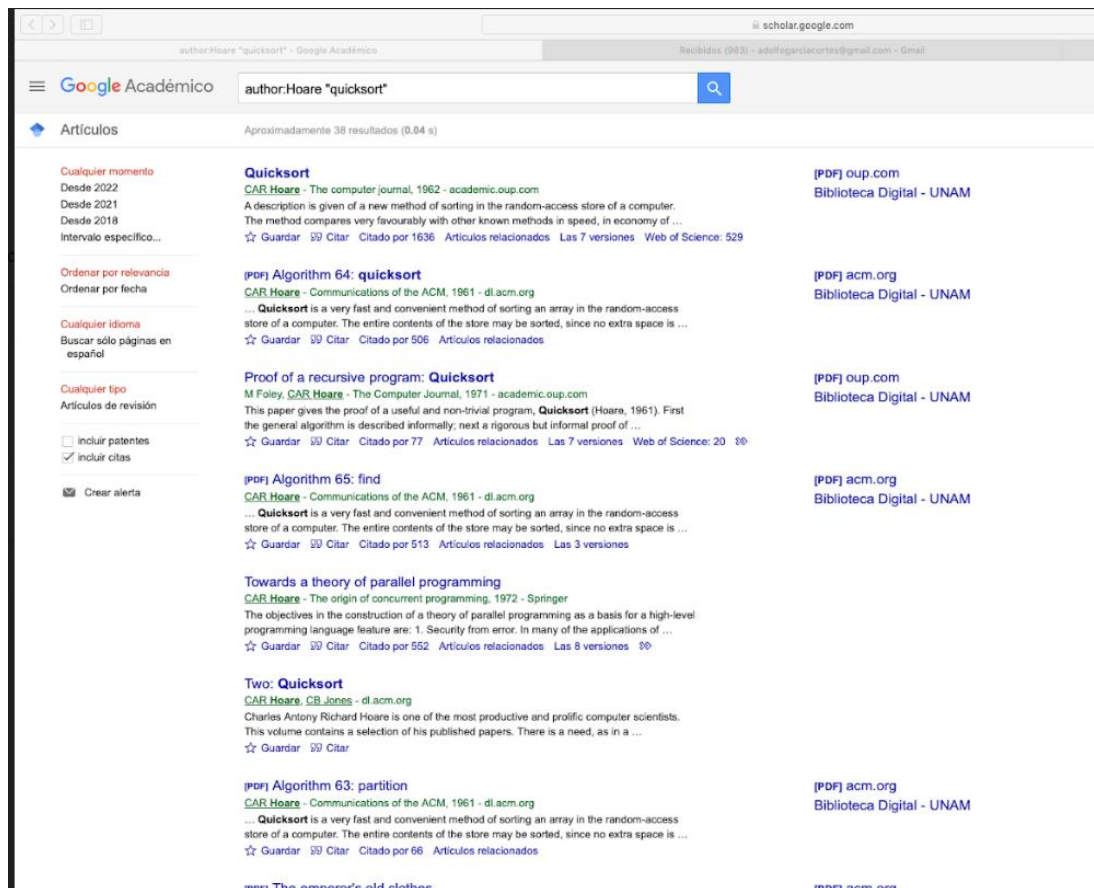 scholar.google.com
author:Hoare "quicksort" - Google Académico
Recibidos (983) - adolfogarciacortes@gmail.com - Gmail
Google Académico
author:Hoare "quicksort"
Artículos
Aproximadamente 38 resultados (0.04 s)
Cualquier momento
Desde 2022
Desde 2021
Desde 2018
Intervalo específico...
Ordenar por relevancia
Ordenar por fecha
Cualquier idioma
Buscar sólo páginas en
español
Cualquier tipo
Artículos de revisión
incluir patentes
incluir citas
Crear alerta
Quicksort
CAR Hoare - The computer journal, 1962 - academic.oup.com
A description is given of a new method of sorting in the random-access store of a computer.
The method compares very favourably with other known methods in speed, in economy of ...
Guardar Citar Citado por 1636 Artículos relacionados Las 7 versiones Web of Science: 529
[PDF] oup.com
Biblioteca Digital - UNAM
[PDF] Algorithm 64: quicksort
CAR Hoare - Communications of the ACM, 1961 - dl.acm.org
... Quicksort is a very fast and convenient method of sorting an array in the random-access
store of a computer. The entire contents of the store may be sorted, since no extra space is ...
Guardar Citar Citado por 506 Artículos relacionados
[PDF] acm.org
Biblioteca Digital - UNAM
Proof of a recursive program: Quicksort
M Foley, CAR Hoare - The Computer Journal, 1971 - academic.oup.com
This paper gives the proof of a useful and non-trivial program, Quicksort (Hoare, 1961). First
the general algorithm is described informally; next a rigorous but informal proof of ...
Guardar Citar Citado por 77 Artículos relacionados Las 7 versiones Web of Science: 20
[PDF] oup.com
Biblioteca Digital - UNAM
[PDF] Algorithm 65: find
CAR Hoare - Communications of the ACM, 1961 - dl.acm.org
... Quicksort is a very fast and convenient method of sorting an array in the random-access
store of a computer. The entire contents of the store may be sorted, since no extra space is ...
Guardar Citar Citado por 513 Artículos relacionados Las 3 versiones
[PDF] acm.org
Biblioteca Digital - UNAM
Towards a theory of parallel programming
CAR Hoare - The origin of concurrent programming, 1972 - Springer
The objectives in the construction of a theory of parallel programming as a basis for a high-level
programming language feature are: 1. Security from error. In many of the applications of ...
Guardar Citar Citado por 552 Artículos relacionados Las 8 versiones
Two: Quicksort
CAR Hoare, CB Jones - dl.acm.org
Charles Antony Richard Hoare is one of the most productive and prolific computer scientists.
This volume contains a selection of his published papers. There is a need, as in a ...
Guardar Citar
[PDF] Algorithm 63: partition
CAR Hoare - Communications of the ACM, 1961 - dl.acm.org
... Quicksort is a very fast and convenient method of sorting an array in the random-access
store of a computer. The entire contents of the store may be sorted, since no extra space is ...
Guardar Citar Citado por 66 Artículos relacionados
[PDF] acm.org
Biblioteca Digital - UNAM
[PDF] The emperor's old clothes
[PDF] acm.org